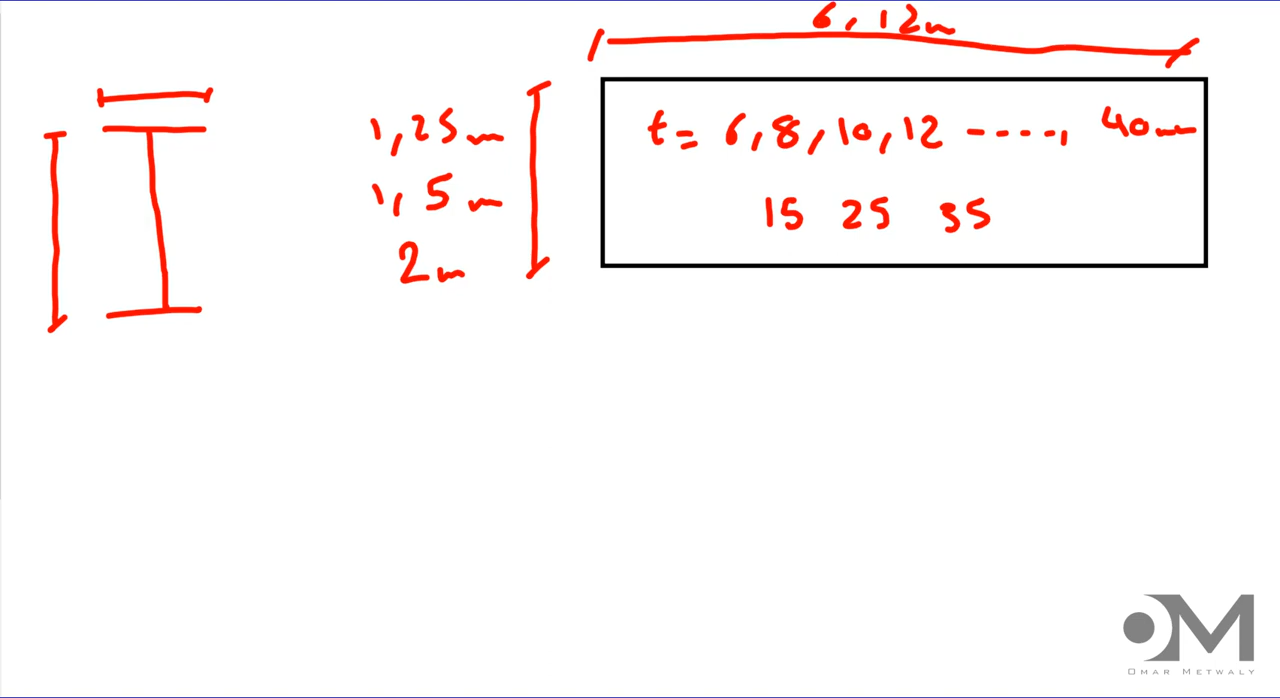 6, 12m
1,25m
1,5m
2m
t= 6,8,10,12 ----, 40mm
15 25 35
OM
OMAR METWALY